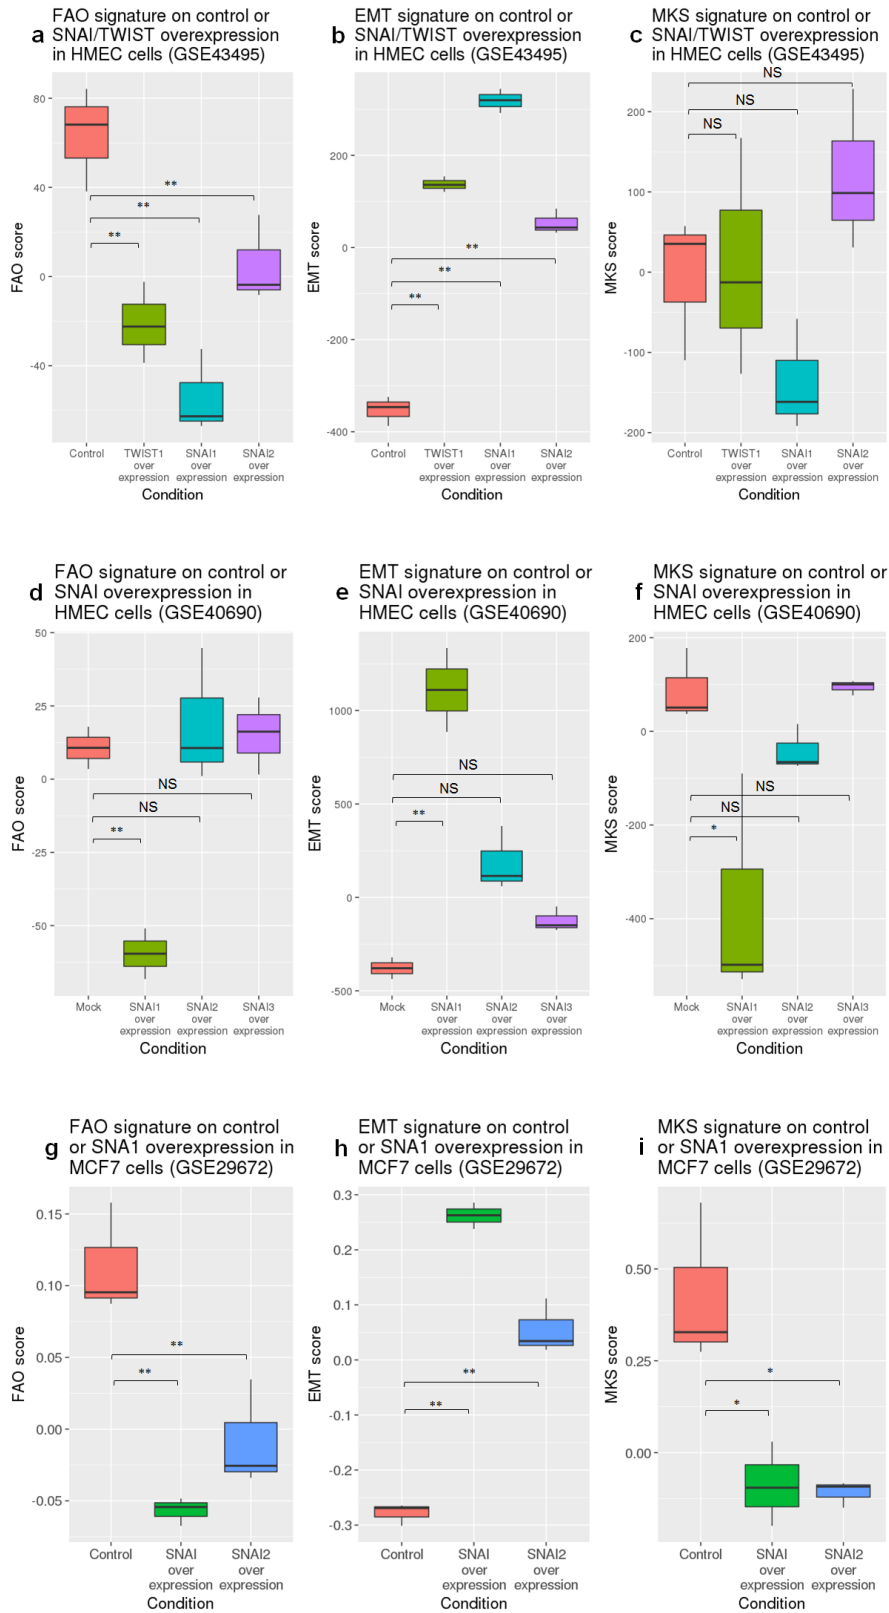 a
FAO signature on control or
SNAI/TWIST overexpression
in HMEC cells (GSE43495)
FAO score
80
40
0
-40
**
**
**
Control
TWIST1
over
expression
SNAI1
over
expression
SNAI2
over
expression
Condition
b
EMT signature on control or
SNAI/TWIST overexpression
in HMEC cells (GSE43495)
EMT score
200
0
-200
-400
**
**
**
Control
TWIST1
over
expression
SNAI1
over
expression
SNAI2
over
expression
Condition
c
MKS signature on control or
SNAI/TWIST overexpression
in HMEC cells (GSE43495)
MKS score
200
100
0
-100
-200
NS
NS
NS
Control
TWIST1
over
expression
SNAI1
over
expression
SNAI2
over
expression
Condition
d
FAO signature on control or
SNAI overexpression in
HMEC cells (GSE40690)
FAO score
50
25
0
-25
-50
NS
NS
**
Mock
SNAI1
over
expression
SNAI2
over
expression
SNAI3
over
expression
Condition
e
EMT signature on control or
SNAI overexpression in
HMEC cells (GSE40690)
EMT score
1000
500
0
-500
NS
NS
**
Mock
SNAI1
over
expression
SNAI2
over
expression
SNAI3
over
expression
Condition
f
MKS signature on control or
SNAI overexpression in
HMEC cells (GSE40690)
MKS score
200
0
-200
-400
NS
NS
*
Mock
SNAI1
over
expression
SNAI2
over
expression
SNAI3
over
expression
Condition
g
FAO signature on control
or SNA1 overexpression in
MCF7 cells (GSE29672)
FAO score
0.15
0.10
0.05
0.00
-0.05
**
**
Control
SNAI
over
expression
SNAI2
over
expression
Condition
h
EMT signature on control
or SNA1 overexpression in
MCF7 cells (GSE29672)
EMT score
0.3
0.2
0.1
0.0
-0.1
-0.2
-0.3
**
**
Control
SNAI
over
expression
SNAI2
over
expression
Condition
i
MKS signature on control
or SNA1 overexpression in
MCF7 cells (GSE29672)
MKS score
0.50
0.25
0.00
*
*
Control
SNAI
over
expression
SNAI2
over
expression
Condition